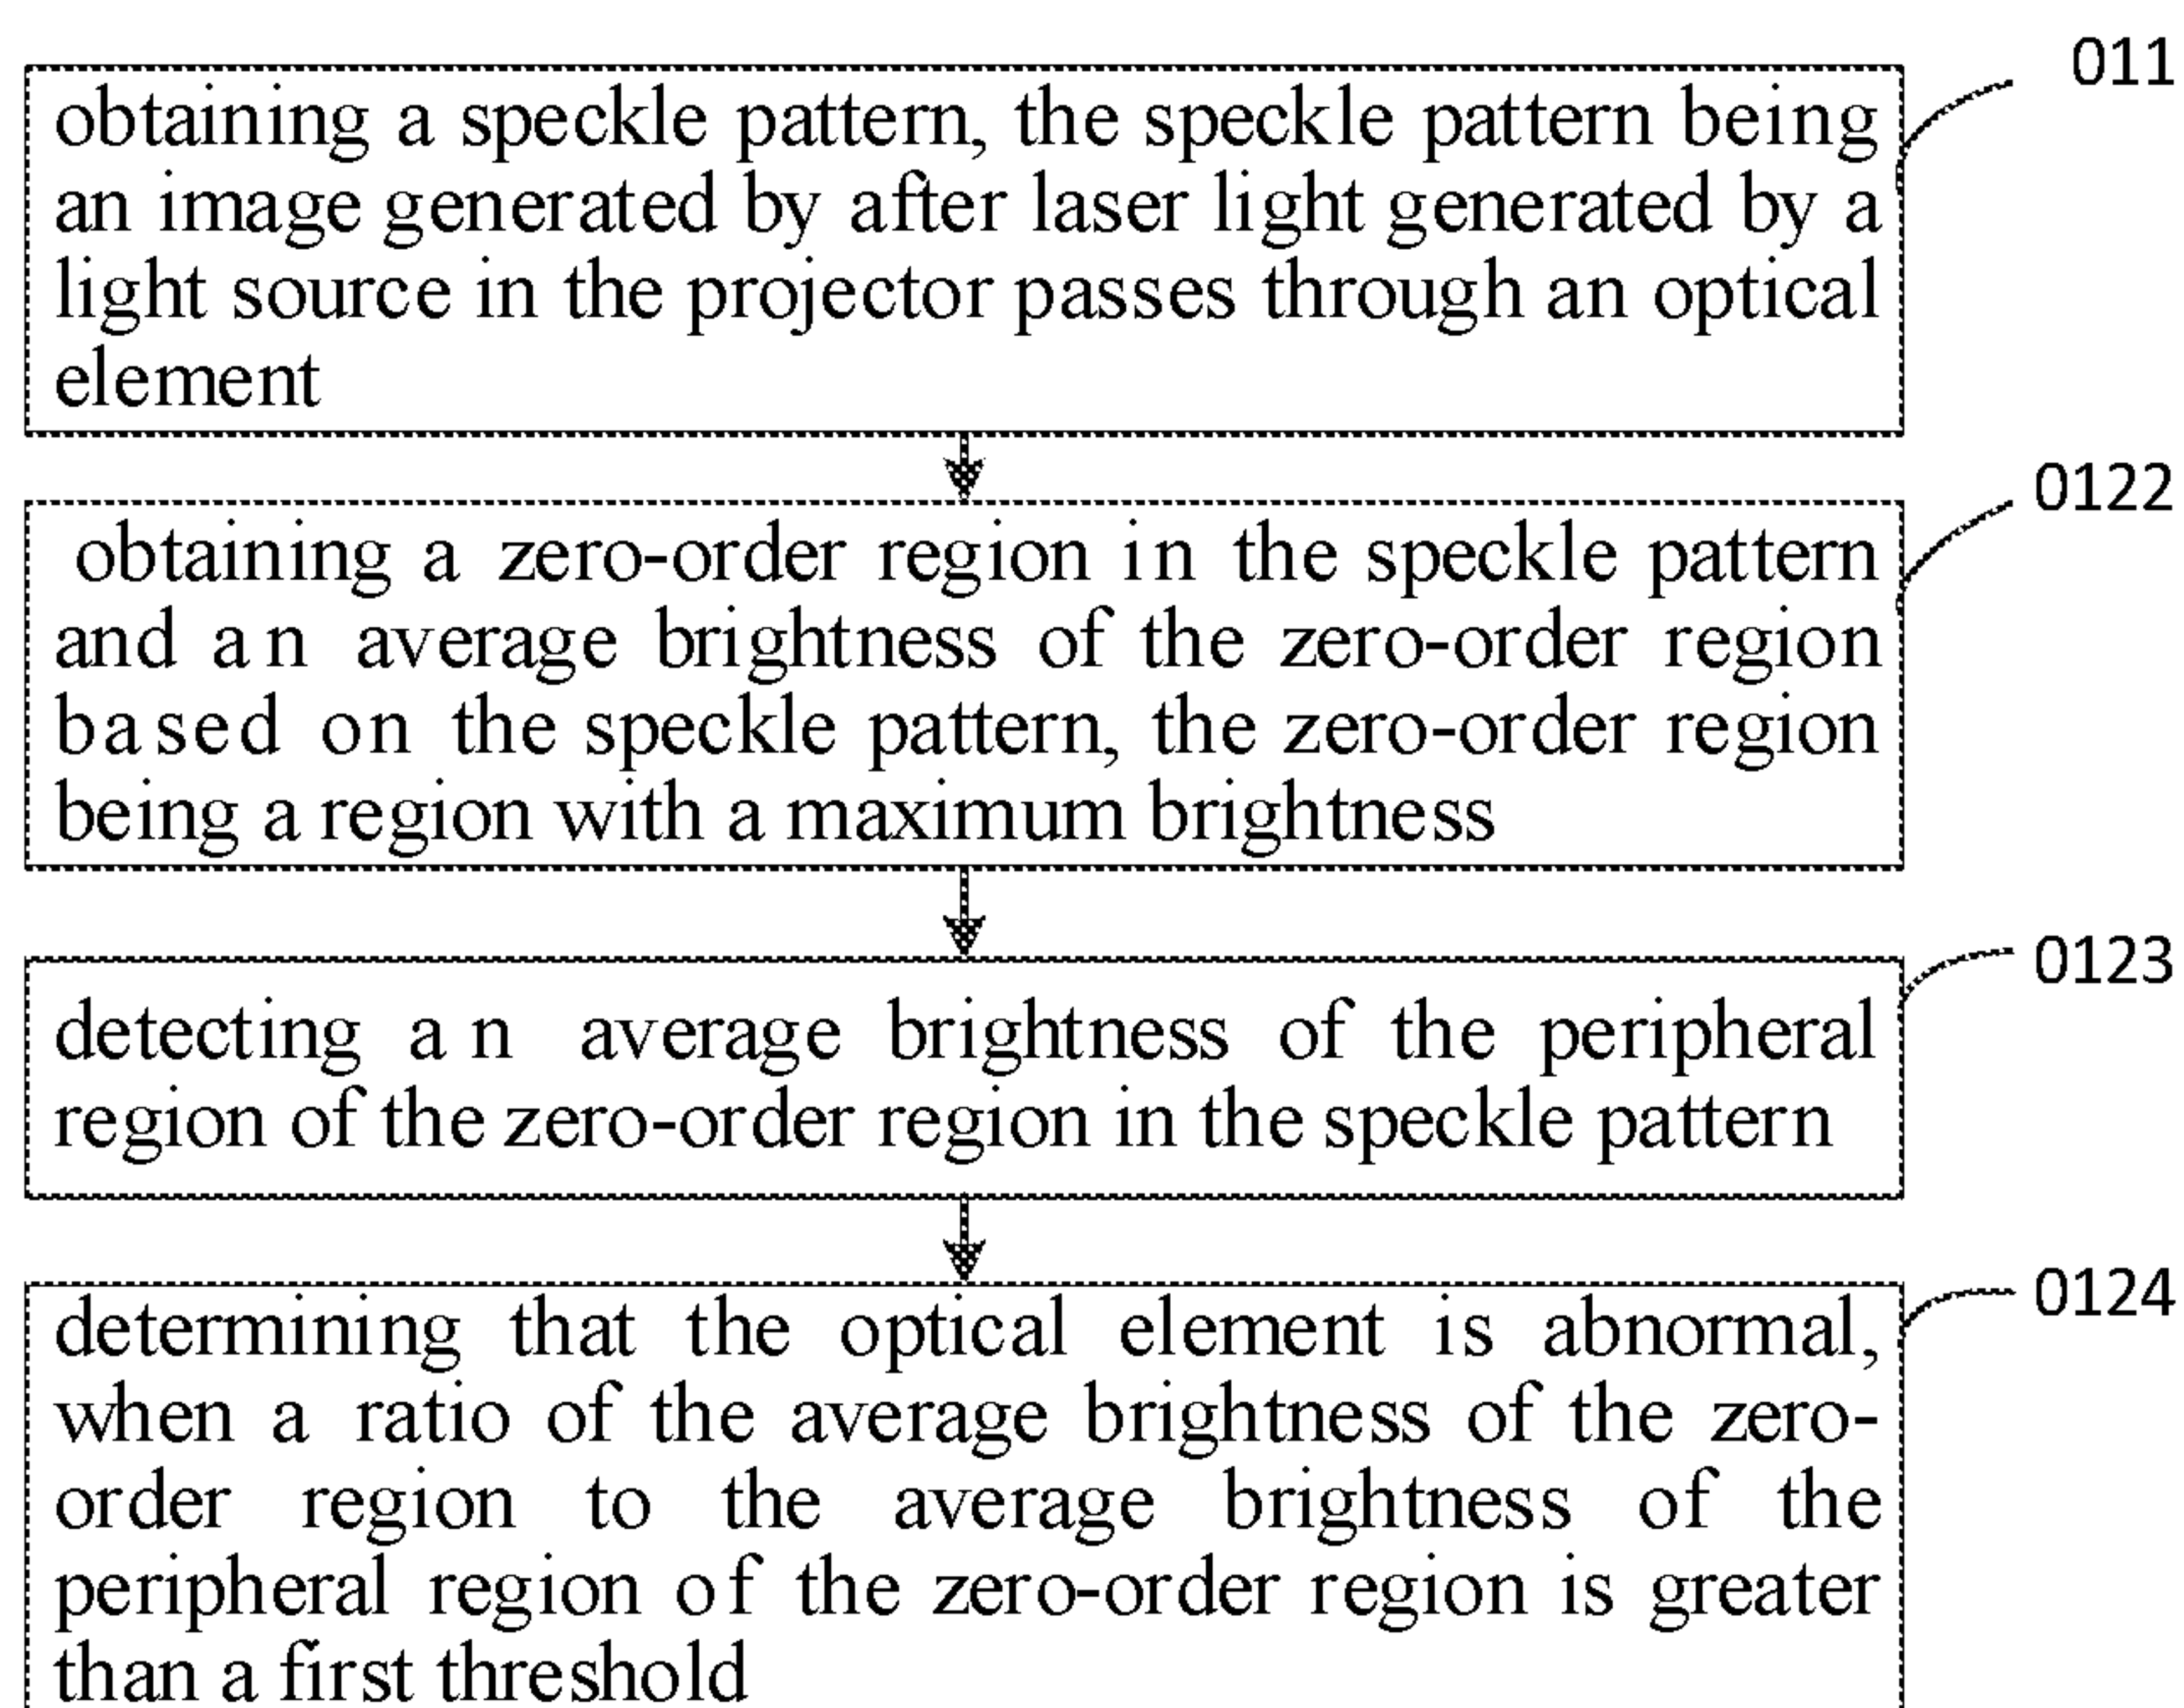 011
obtaining a speckle pattern, the speckle pattern being
an image generated by after laser light generated by a
light source in the projector passes through an optical
element
0122
obtaining a zero-order region in the speckle pattern
and an average brightness of the zero-order region
based on the speckle pattern, the zero-order region
being a region with a maximum brightness
0123
detecting an average brightness of the peripheral
region of the zero-order region in the speckle pattern
0124
determining that the optical element is abnormal,
when a ratio of the average brightness of the zero-
order region to the average brightness of the
peripheral region of the zero-order region is greater
than a first threshold